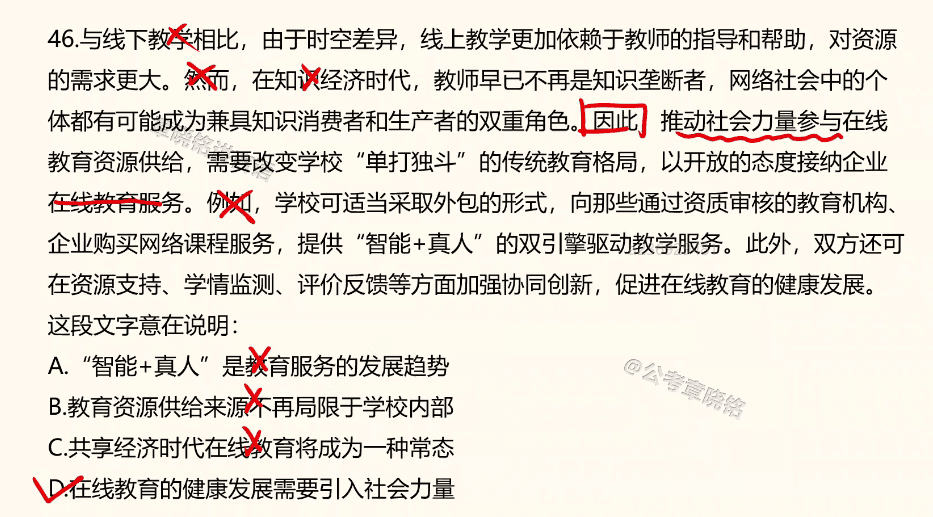 46.与线下教学相比，由于时空差异，线上教学更加依赖于教师的指导和帮助，对资源
的需求更大。然而，在知识经济时代，教师早已不再是知识垄断者，网络社会中的个
体都有可能成为兼具知识消费者和生产者的双重角色。因此，推动社会力量参与在线
教育资源供给，需要改变学校“单打独斗”的传统教育格局，以开放的态度接纳企业
在线教育服务。例如，学校可适当采取外包的形式，向那些通过资质审核的教育机构、
企业购买网络课程服务，提供“智能+真人”的双引擎驱动教学服务。此外，双方还可
在资源支持、学情监测、评价反馈等方面加强协同创新，促进在线教育的健康发展。
这段文字意在说明：
A.“智能+真人”是教育服务的发展趋势
B.教育资源供给来源不再局限于学校内部
@公考章晓铭
C.共享经济时代在线教育将成为一种常态
D.在线教育的健康发展需要引入社会力量